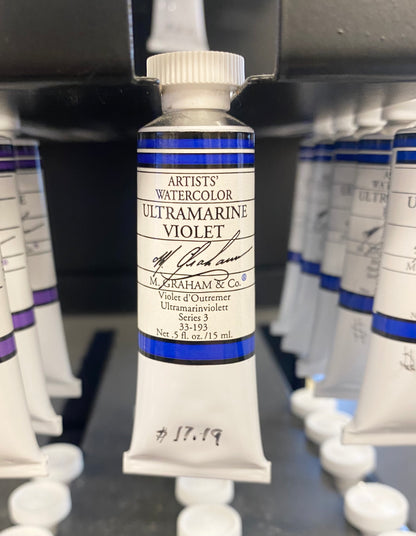 ARTISTS'
WATERCOLOR
ULTRAMARINE
VIOLET
M. Graham
M. GRAHAM & Co.®
Violet d'Outremer
Ultramarinviolett
Series 3
33-193
Net .5 fl. oz. /15 ml.
$ 17.19